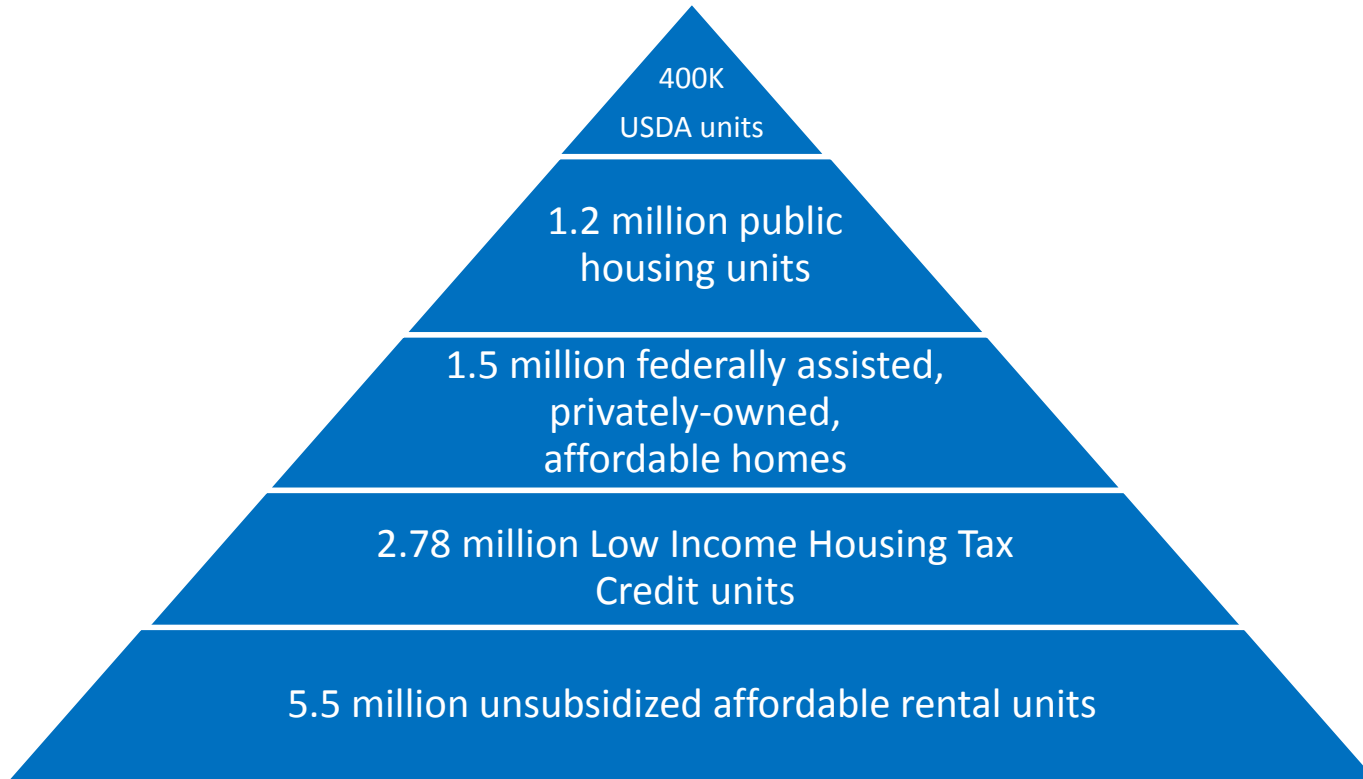 400K
USDA units
1.2 million public
housing units
1.5 million federally assisted,
privately-owned,
affordable homes
2.78 million Low Income Housing Tax
Credit units
5.5 million unsubsidized affordable rental units